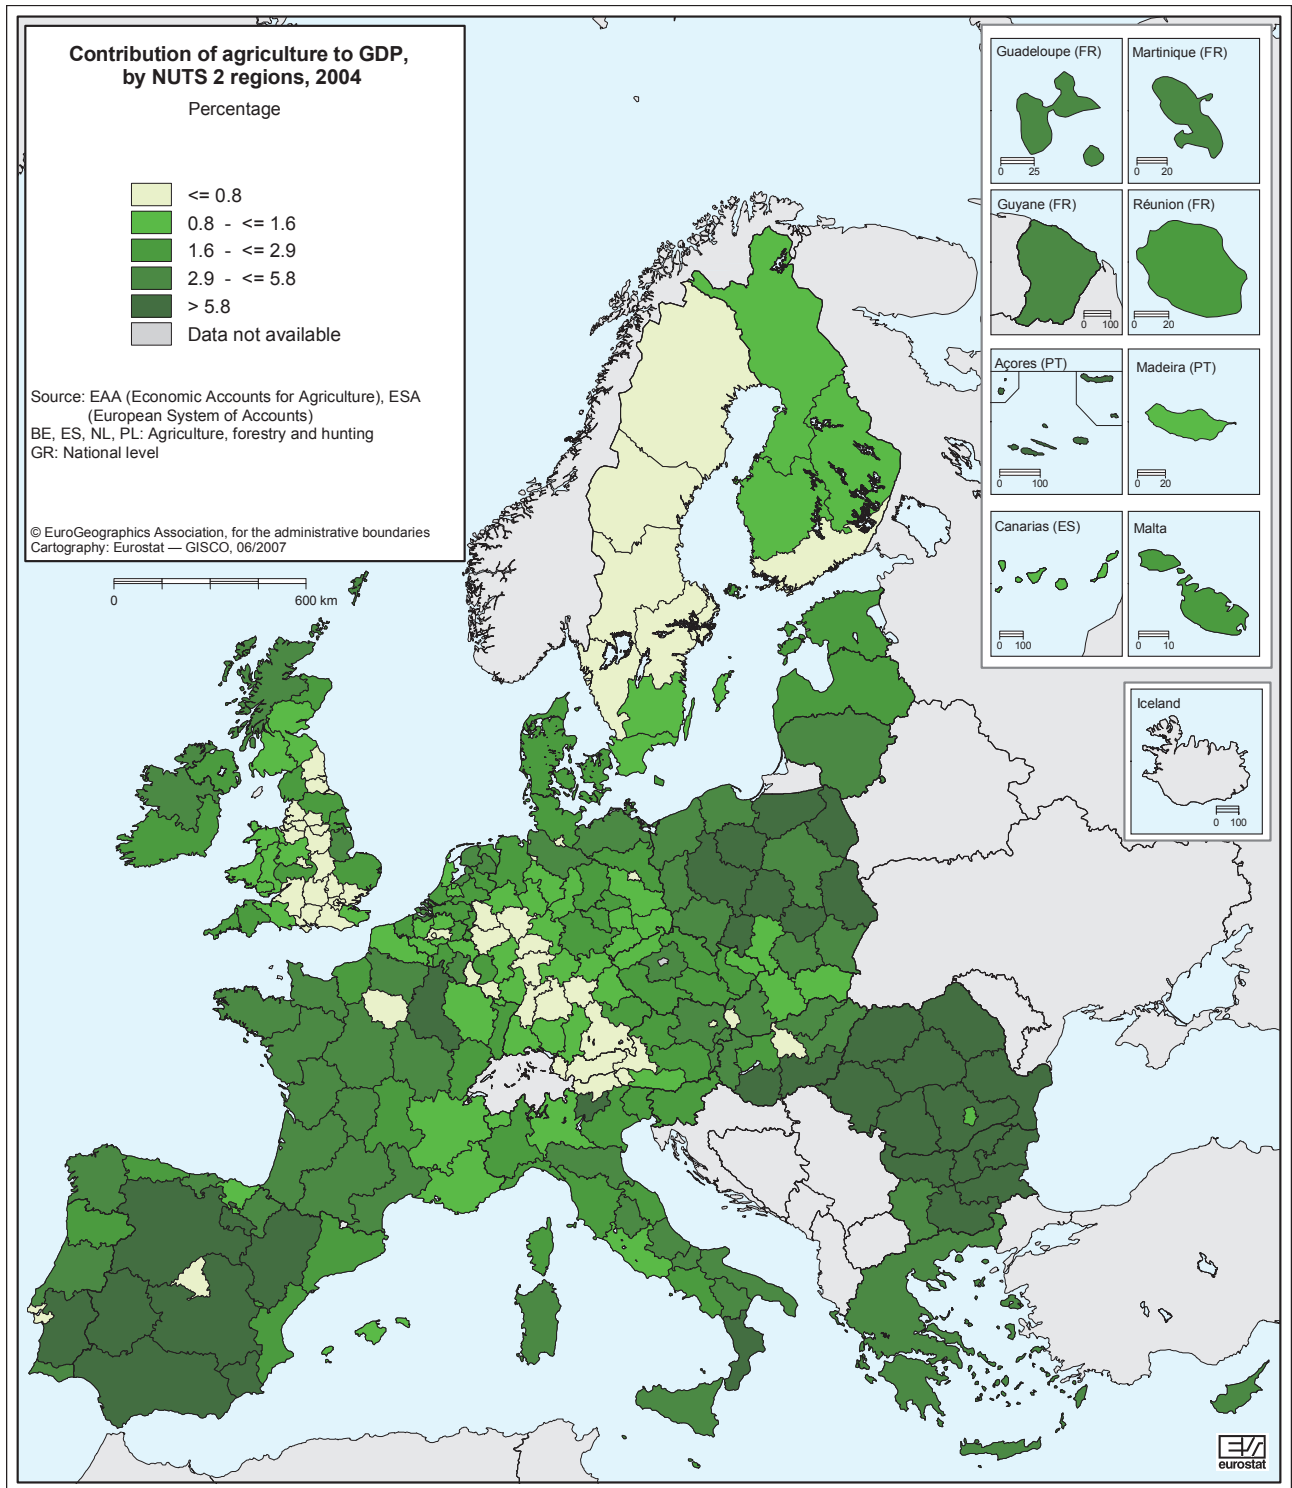 Contribution of agriculture to GDP,
by NUTS 2 regions, 2004
Percentage
<= 0.8
0.8 - <= 1.6
1.6 - <= 2.9
2.9 - <= 5.8
> 5.8
Data not available
Source: EAA (Economic Accounts for Agriculture), ESA
(European System of Accounts)
BE, ES, NL, PL: Agriculture, forestry and hunting
GR: National level
© EuroGeographics Association, for the administrative boundaries
Cartography: Eurostat — GISCO, 06/2007
0 600 km
Guadeloupe (FR)
0 25
Martinique (FR)
0 20
Guyane (FR)
0 100
Réunion (FR)
0 20
Açores (PT)
0 100
Madeira (PT)
0 20
Canarias (ES)
0 100
Malta
0 10
Iceland
0 100
eurostat